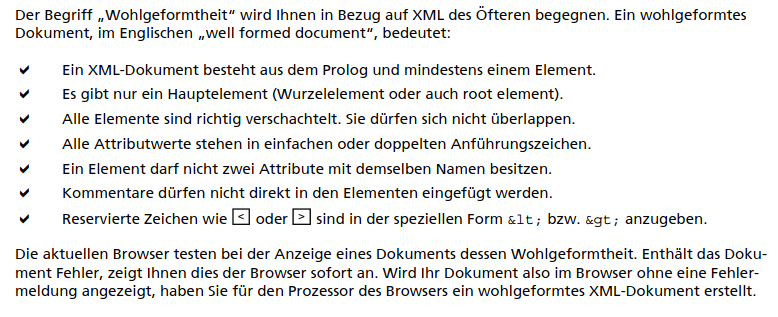 Der Begriff „Wohlgeformtheit“ wird Ihnen in Bezug auf XML des Öfteren begegnen. Ein wohlgeformtes
Dokument, im Englischen „well formed document“, bedeutet:
✔ Ein XML-Dokument besteht aus dem Prolog und mindestens einem Element.
✔ Es gibt nur ein Hauptelement (Wurzelelement oder auch root element).
✔ Alle Elemente sind richtig verschachtelt. Sie dürfen sich nicht überlappen.
✔ Alle Attributwerte stehen in einfachen oder doppelten Anführungszeichen.
✔ Ein Element darf nicht zwei Attribute mit demselben Namen besitzen.
✔ Kommentare dürfen nicht direkt in den Elementen eingefügt werden.
✔ Reservierte Zeichen wie < oder > sind in der speziellen Form &lt; bzw. &gt; anzugeben.
Die aktuellen Browser testen bei der Anzeige eines Dokuments dessen Wohlgeformtheit. Enthält das Doku-
ment Fehler, zeigt Ihnen dies der Browser sofort an. Wird Ihr Dokument also im Browser ohne eine Fehler-
meldung angezeigt, haben Sie für den Prozessor des Browsers ein wohlgeformtes XML-Dokument erstellt.